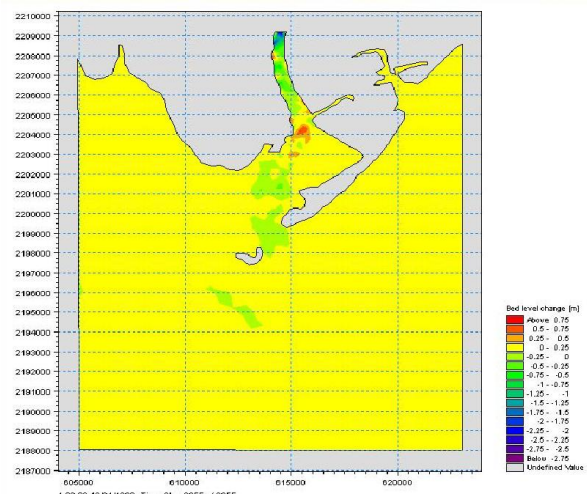 2210000
2209000
2208000
2207000
2206000
2205000
2204000
2203000
2202000
2201000
2200000
2199000
2198000
2197000
2196000
2195000
2194000
2193000
2192000
2191000
2190000
2189000
2188000
2187000
605000 610000 615000 620000
Bed level change [m]
Above 0.75
0.5 - 0.75
0.25 - 0.5
0 - 0.25
-0.25 - 0
-0.5 - -0.25
-0.75 - -0.5
-1 - -0.75
-1.25 - -1
-1.5 - -1.25
-1.75 - -1.5
-2 - -1.75
-2.25 - -2
-2.5 - -2.25
-2.75 - -2.5
Below -2.75
Undefined Value